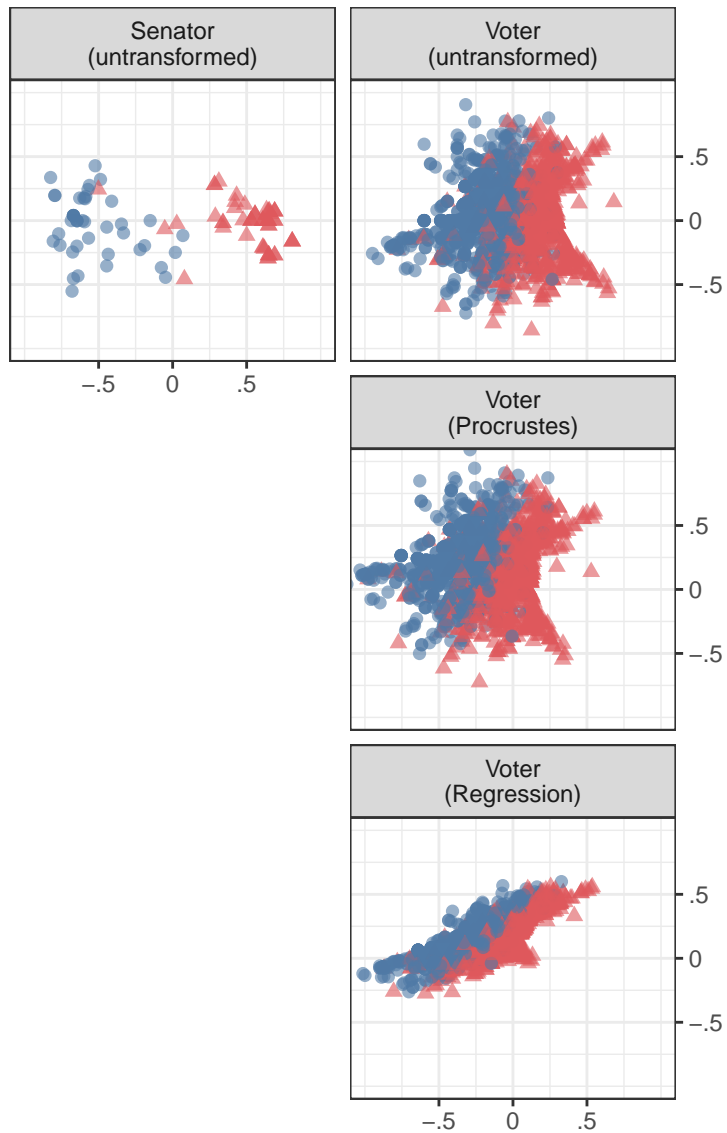 Senator
(untransformed)
Voter
(untransformed)
.5
0
−.5
−.5 0 .5
Voter
(Procrustes)
.5
0
−.5
Voter
(Regression)
.5
0
−.5
−.5 0 .5